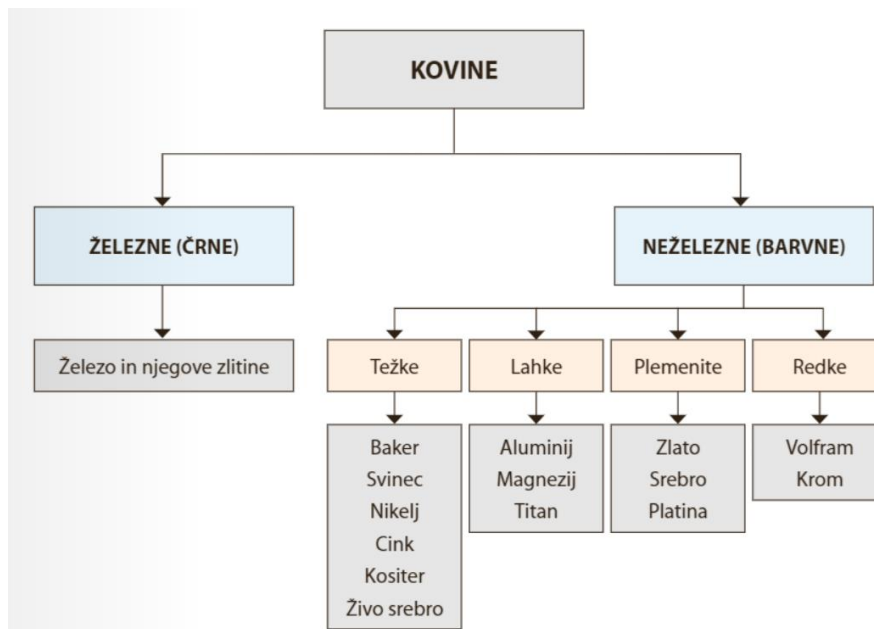 KOVINE
ŽELEZNE (ČRNE)
NEŽELEZNE (BARVNE)
Železo in njegove zlitine
Težke
Lahke
Plemenite
Redke
Baker
Svinec
Nikelj
Cink
Kositer
Živo srebro
Aluminij
Magnezij
Titan
Zlato
Srebro
Platina
Volfram
Krom